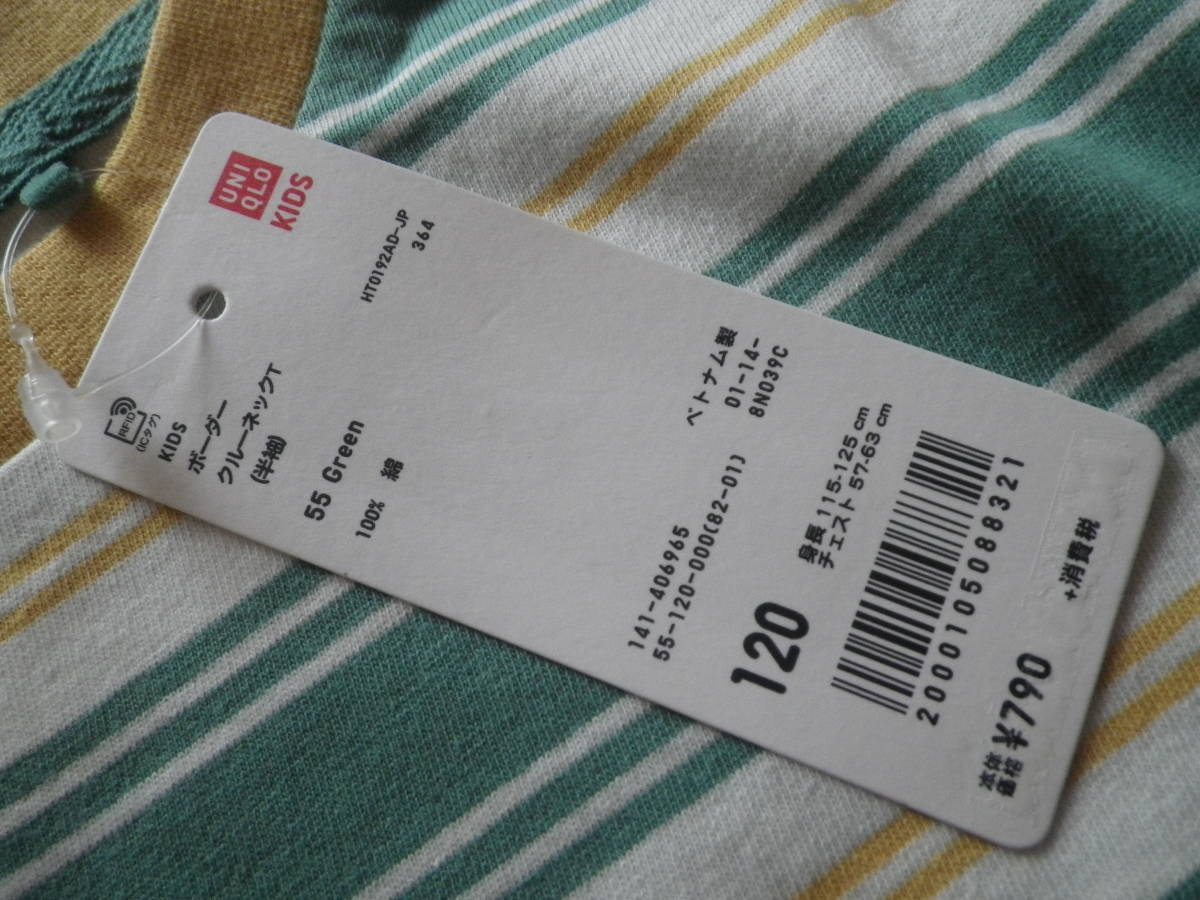 UNI
QLO
KIDS
HT0192AD-JP
364
RFID
(ICタグ)
KIDS
ボーダー
クルーネックT
(半袖)
55 Green
100% 綿
ベトナム製
01-14-
8N039C
141-406965
55-120-000(82-01)
120
身長 115-125 cm
チェスト 57-63 cm
2000105088321
本体
価格 ¥790 +消費税